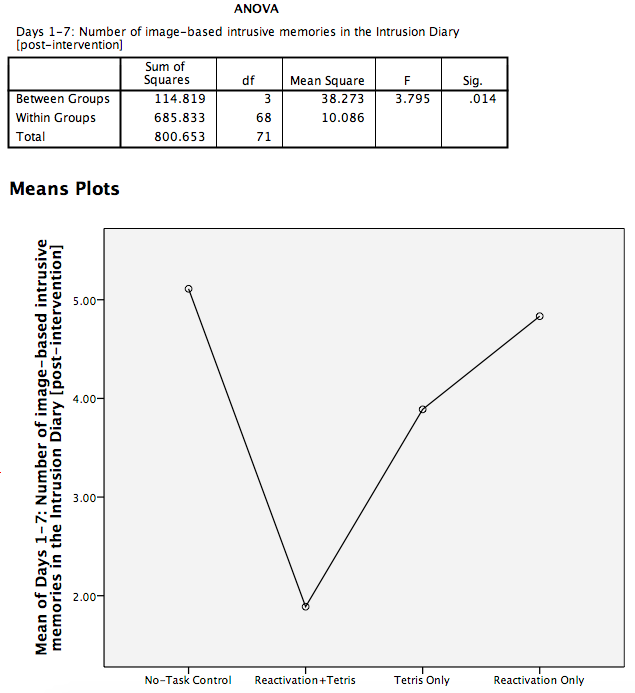 ANOVA
Days 1-7: Number of image-based intrusive memories in the Intrusion Diary
[post-intervention]
Sum of
Squares df Mean Square F Sig.
Between Groups 114.819 3 38.273 3.795 .014
Within Groups 685.833 68 10.086
Total 800.653 71
Means Plots
Mean of Days 1-7: Number of image-based intrusive
memories in the Intrusion Diary [post-intervention]
5.00
4.00
3.00
2.00
No-Task Control Reactivation+Tetris Tetris Only Reactivation Only